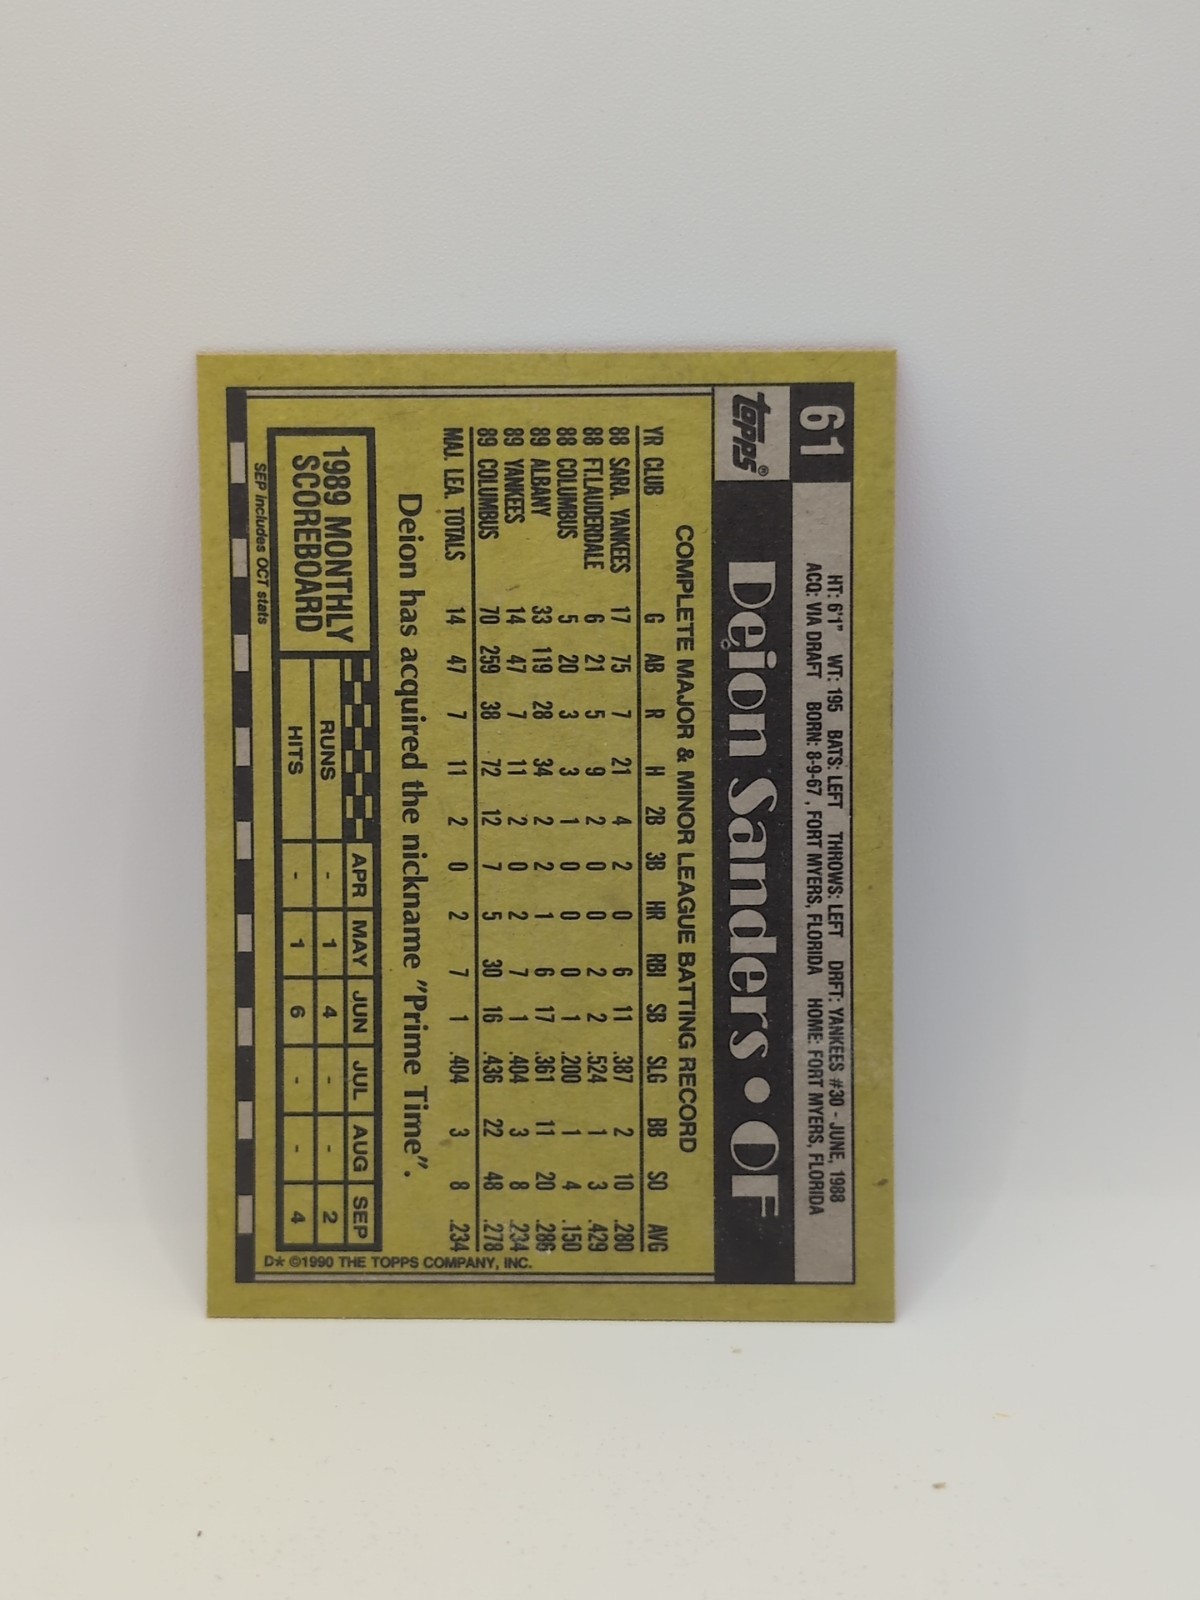 61
HT: 6'1" WT: 195 BATS: LEFT THROWS: LEFT DRFT: YANKEES #30 - JUNE, 1988
ACQ: VIA DRAFT BORN: 8-9-67, FORT MYERS, FLORIDA HOME: FORT MYERS, FLORIDA
topps®
Deion Sanders • OF
COMPLETE MAJOR & MINOR LEAGUE BATTING RECORD
YR CLUB G AB R H 2B 3B HR RBI SB SLG BB SO AVG
88 SARA. YANKEES 17 75 7 21 4 2 0 6 11 .387 2 10 .280
88 FT.LAUDERDALE 6 21 5 9 2 0 0 2 2 .524 1 3 .429
88 COLUMBUS 5 20 3 3 1 0 0 0 1 .200 1 4 .150
89 ALBANY 33 119 28 34 2 2 1 6 17 .361 11 20 .286
89 YANKEES 14 47 7 11 2 0 2 7 1 .404 3 8 .234
89 COLUMBUS 70 259 38 72 12 7 5 30 16 .436 22 48 .278
MAJ. LEA. TOTALS 14 47 7 11 2 0 2 7 1 .404 3 8 .234
Deion has acquired the nickname "Prime Time".
1989 MONTHLY
SCOREBOARD
APR MAY JUN JUL AUG SEP
RUNS - 1 4 - - 2
HITS - 1 6 - - 4
SEP includes OCT stats
D* ©1990 THE TOPPS COMPANY, INC.